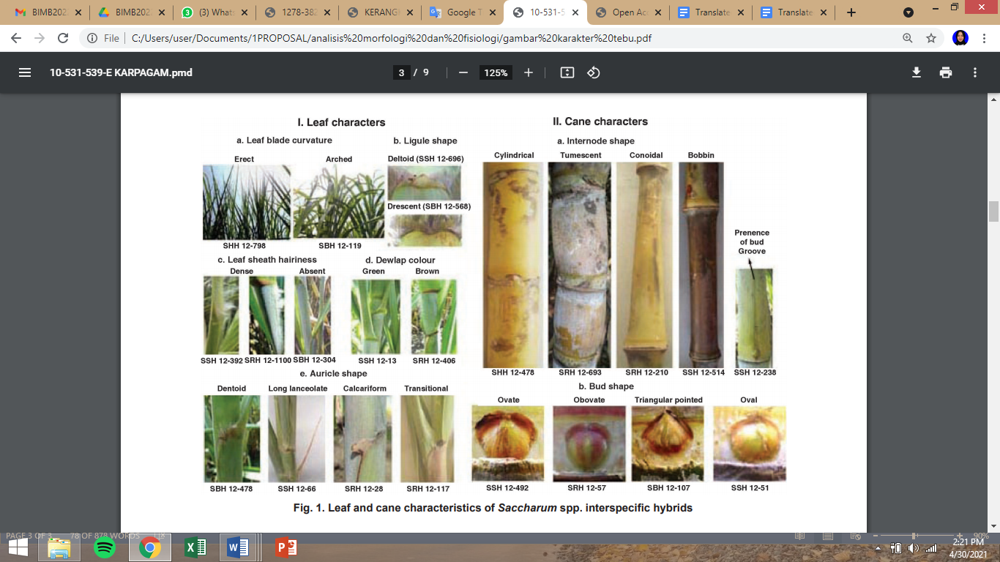 BIMB202
BIMB202
(3) Whats
1278-382
KERANGK
Google T
10-531-5
Open Acc
Translate
Translate
File
C:/Users/user/Documents/1PROPOSAL/analisis%20morfologi%20dan%20fisiologi/gambar%20karakter%20tebu.pdf
10-531-539-E KARPAGAM.pmd
3 / 9
125%
I. Leaf characters
a. Leaf blade curvature
b. Ligule shape
Erect
Arched
Deltoid (SSH 12-696)
Drescent (SBH 12-568)
SHH 12-798
SBH 12-119
c. Leaf sheath hairiness
d. Dewlap colour
Dense
Absent
Green
Brown
SSH 12-392
SRH 12-1100
SBH 12-304
SSH 12-13
SRH 12-406
e. Auricle shape
Dentoid
Long lanceolate
Calcariform
Transitional
SBH 12-478
SSH 12-66
SRH 12-28
SRH 12-117
II. Cane characters
a. Internode shape
Cylindrical
Tumescent
Conoidal
Bobbin
Prenence
of bud
Groove
SHH 12-478
SRH 12-693
SRH 12-210
SSH 12-514
SSH 12-238
b. Bud shape
Ovate
Obovate
Triangular pointed
Oval
SSH 12-492
SRH 12-57
SBH 12-107
SSH 12-51
Fig. 1. Leaf and cane characteristics of Saccharum spp. interspecific hybrids
PAGE 3 OF 3
78 OF 878 WORDS
90%
2:21 PM
4/30/2021